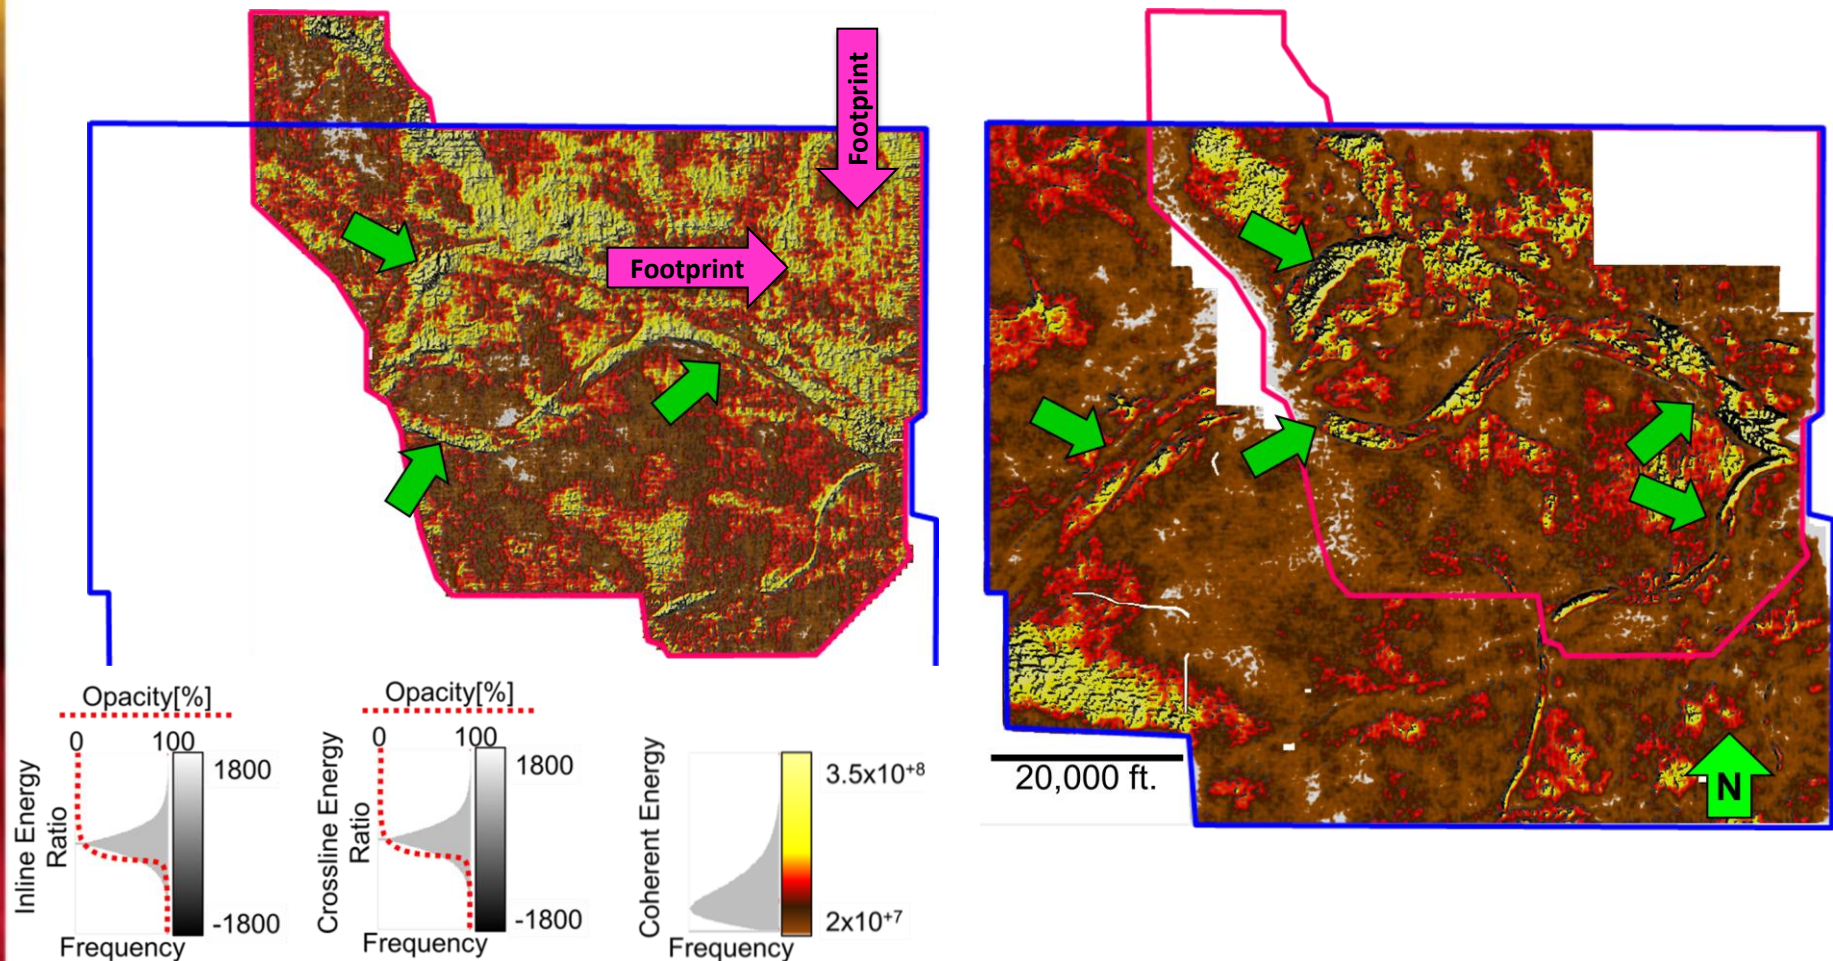 Footprint
Footprint
Opacity[%]
0 100
Inline Energy
Ratio
1800
-1800
Frequency
Opacity[%]
0 100
Crossline Energy
Ratio
1800
-1800
Frequency
Coherent Energy
3.5x10⁺⁸
2x10⁺⁷
Frequency
20,000 ft.
N